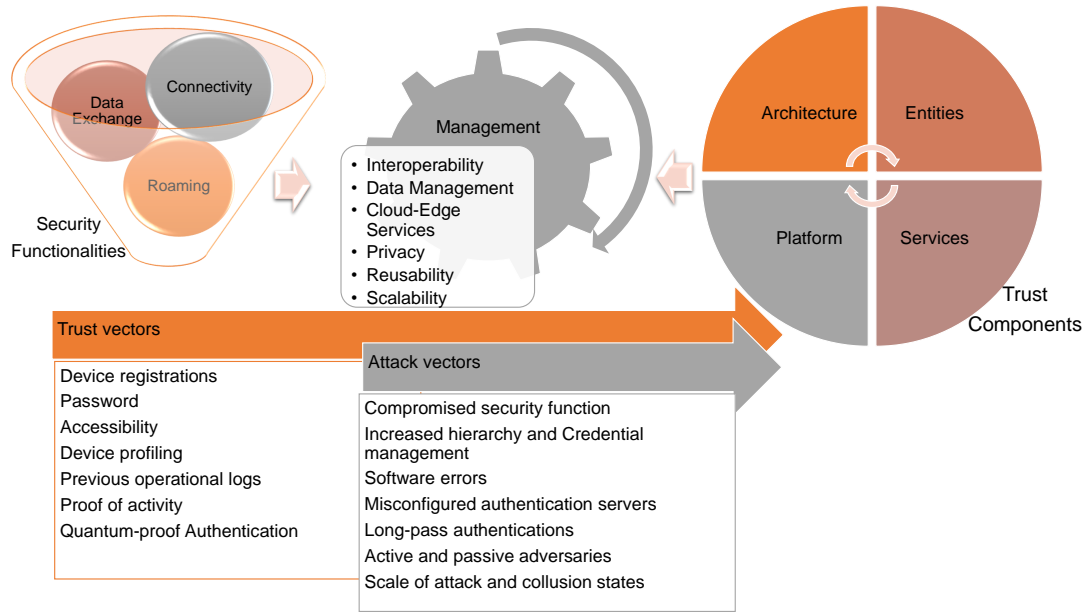 Data
Exchange
Connectivity
Roaming
Security
Functionalities
Management
• Interoperability
• Data Management
• Cloud-Edge
Services
• Privacy
• Reusability
• Scalability
Architecture
Entities
Platform
Services
Trust
Components
Trust vectors
Device registrations
Password
Accessibility
Device profiling
Previous operational logs
Proof of activity
Quantum-proof Authentication
Attack vectors
Compromised security function
Increased hierarchy and Credential
management
Software errors
Misconfigured authentication servers
Long-pass authentications
Active and passive adversaries
Scale of attack and collusion states